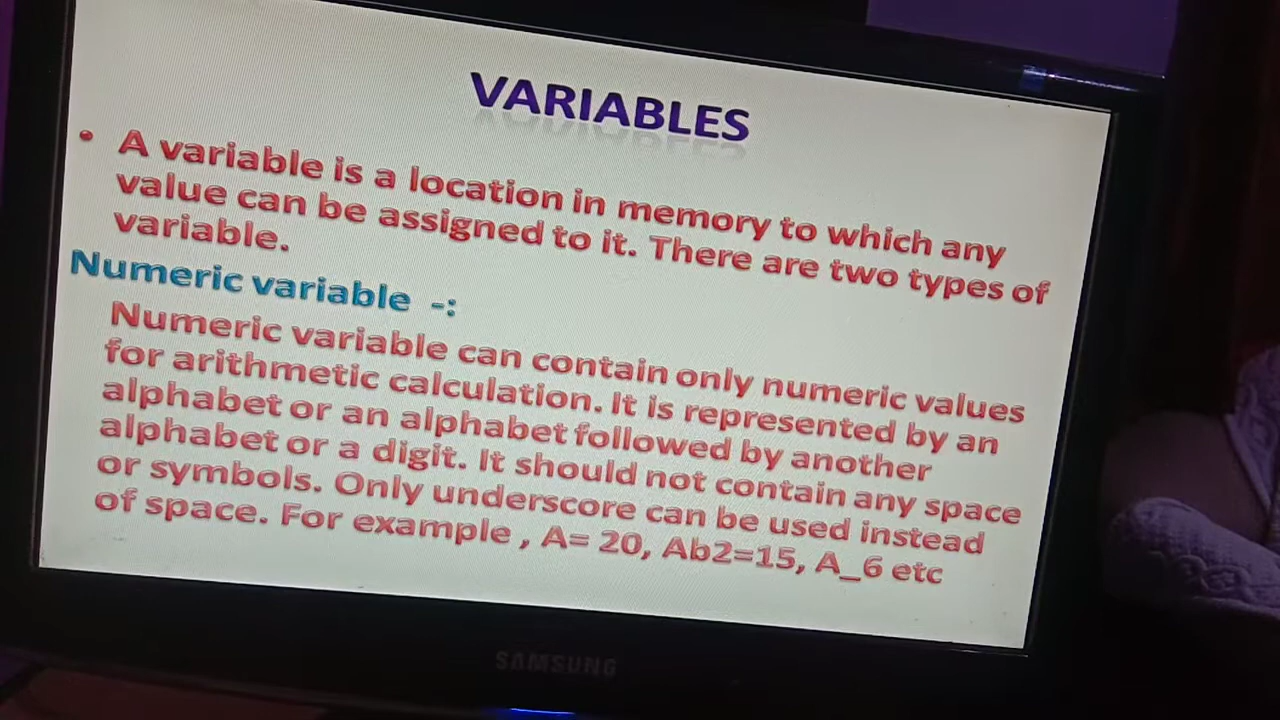 VARIABLES
• A variable is a location in memory to which any
value can be assigned to it. There are two types of
variable.
Numeric variable -:
Numeric variable can contain only numeric values
for arithmetic calculation. It is represented by an
alphabet or an alphabet followed by another
alphabet or a digit. It should not contain any space
or symbols. Only underscore can be used instead
of space. For example , A= 20, Ab2=15, A_6 etc
SAMSUNG